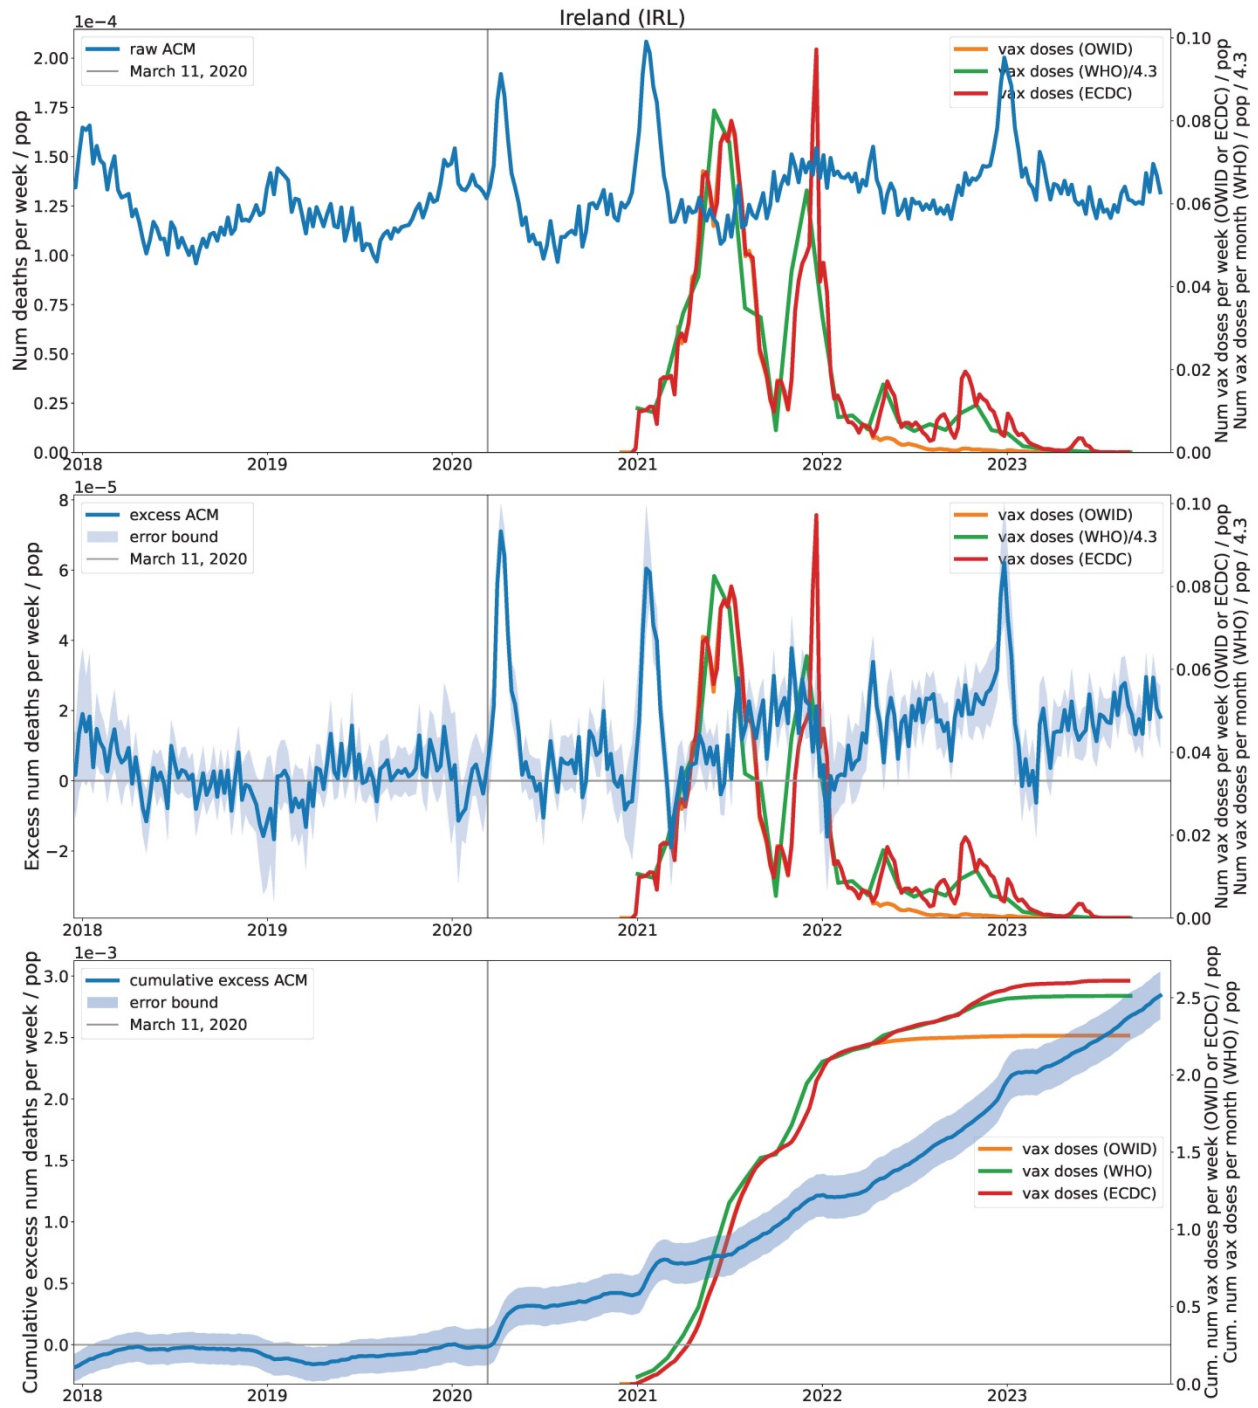 Ireland (IRL)
1e−4
raw ACM
March 11, 2020
vax doses (OWID)
vax doses (WHO)/4.3
vax doses (ECDC)
Num deaths per week / pop
2.00
1.75
1.50
1.25
1.00
0.75
0.50
0.25
0.00
0.10
0.08
0.06
0.04
0.02
0.00
Num vax doses per week (OWID or ECDC) / pop
Num vax doses per month (WHO) / pop / 4.3
2018
2019
2020
2021
2022
2023
1e−5
excess ACM
error bound
March 11, 2020
vax doses (OWID)
vax doses (WHO)/4.3
vax doses (ECDC)
Excess num deaths per week / pop
8
6
4
2
0
−2
0.10
0.08
0.06
0.04
0.02
0.00
Num vax doses per week (OWID or ECDC) / pop
Num vax doses per month (WHO) / pop / 4.3
2018
2019
2020
2021
2022
2023
1e−3
cumulative excess ACM
error bound
March 11, 2020
vax doses (OWID)
vax doses (WHO)
vax doses (ECDC)
Cumulative excess num deaths per week / pop
3.0
2.5
2.0
1.5
1.0
0.5
0.0
2.5
2.0
1.5
1.0
0.5
0.0
Cum. num vax doses per week (OWID or ECDC) / pop
Cum. num vax doses per month (WHO) / pop
2018
2019
2020
2021
2022
2023